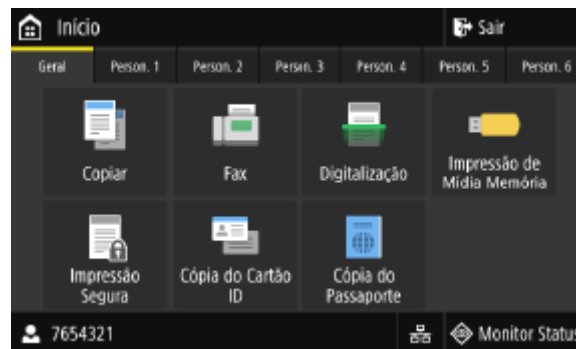 Início
Sair
Geral Person. 1 Person. 2 Person. 3 Person. 4 Person. 5 Person. 6
Copiar
Fax
Digitalização
Impressão de
Mídia Memória
Impressão
Segura
Cópia do Cartão
ID
Cópia do
Passaporte
7654321
Monitor Status